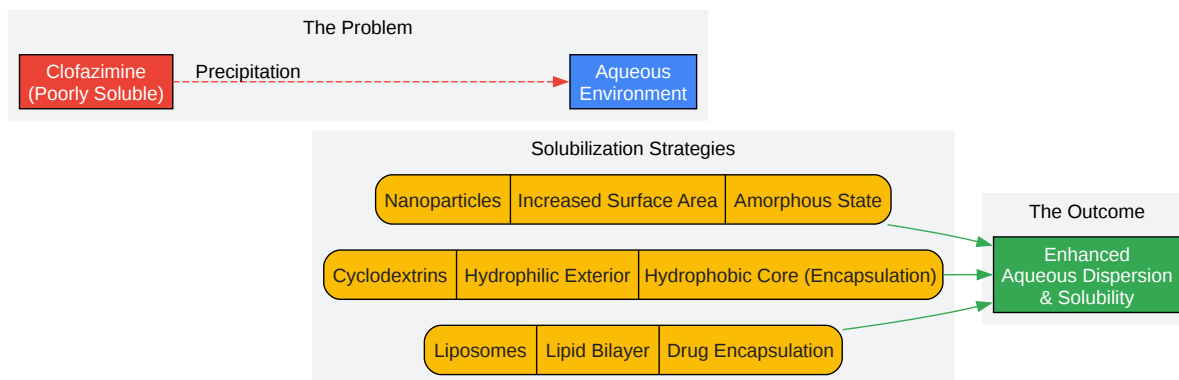 The Problem
Clofazimine
(Poorly Soluble)
Precipitation
Aqueous
Environment
Solubilization Strategies
Nanoparticles Increased Surface Area Amorphous State
Cyclodextrins Hydrophilic Exterior Hydrophobic Core (Encapsulation)
Liposomes Lipid Bilayer Drug Encapsulation
The Outcome
Enhanced
Aqueous Dispersion
& Solubility